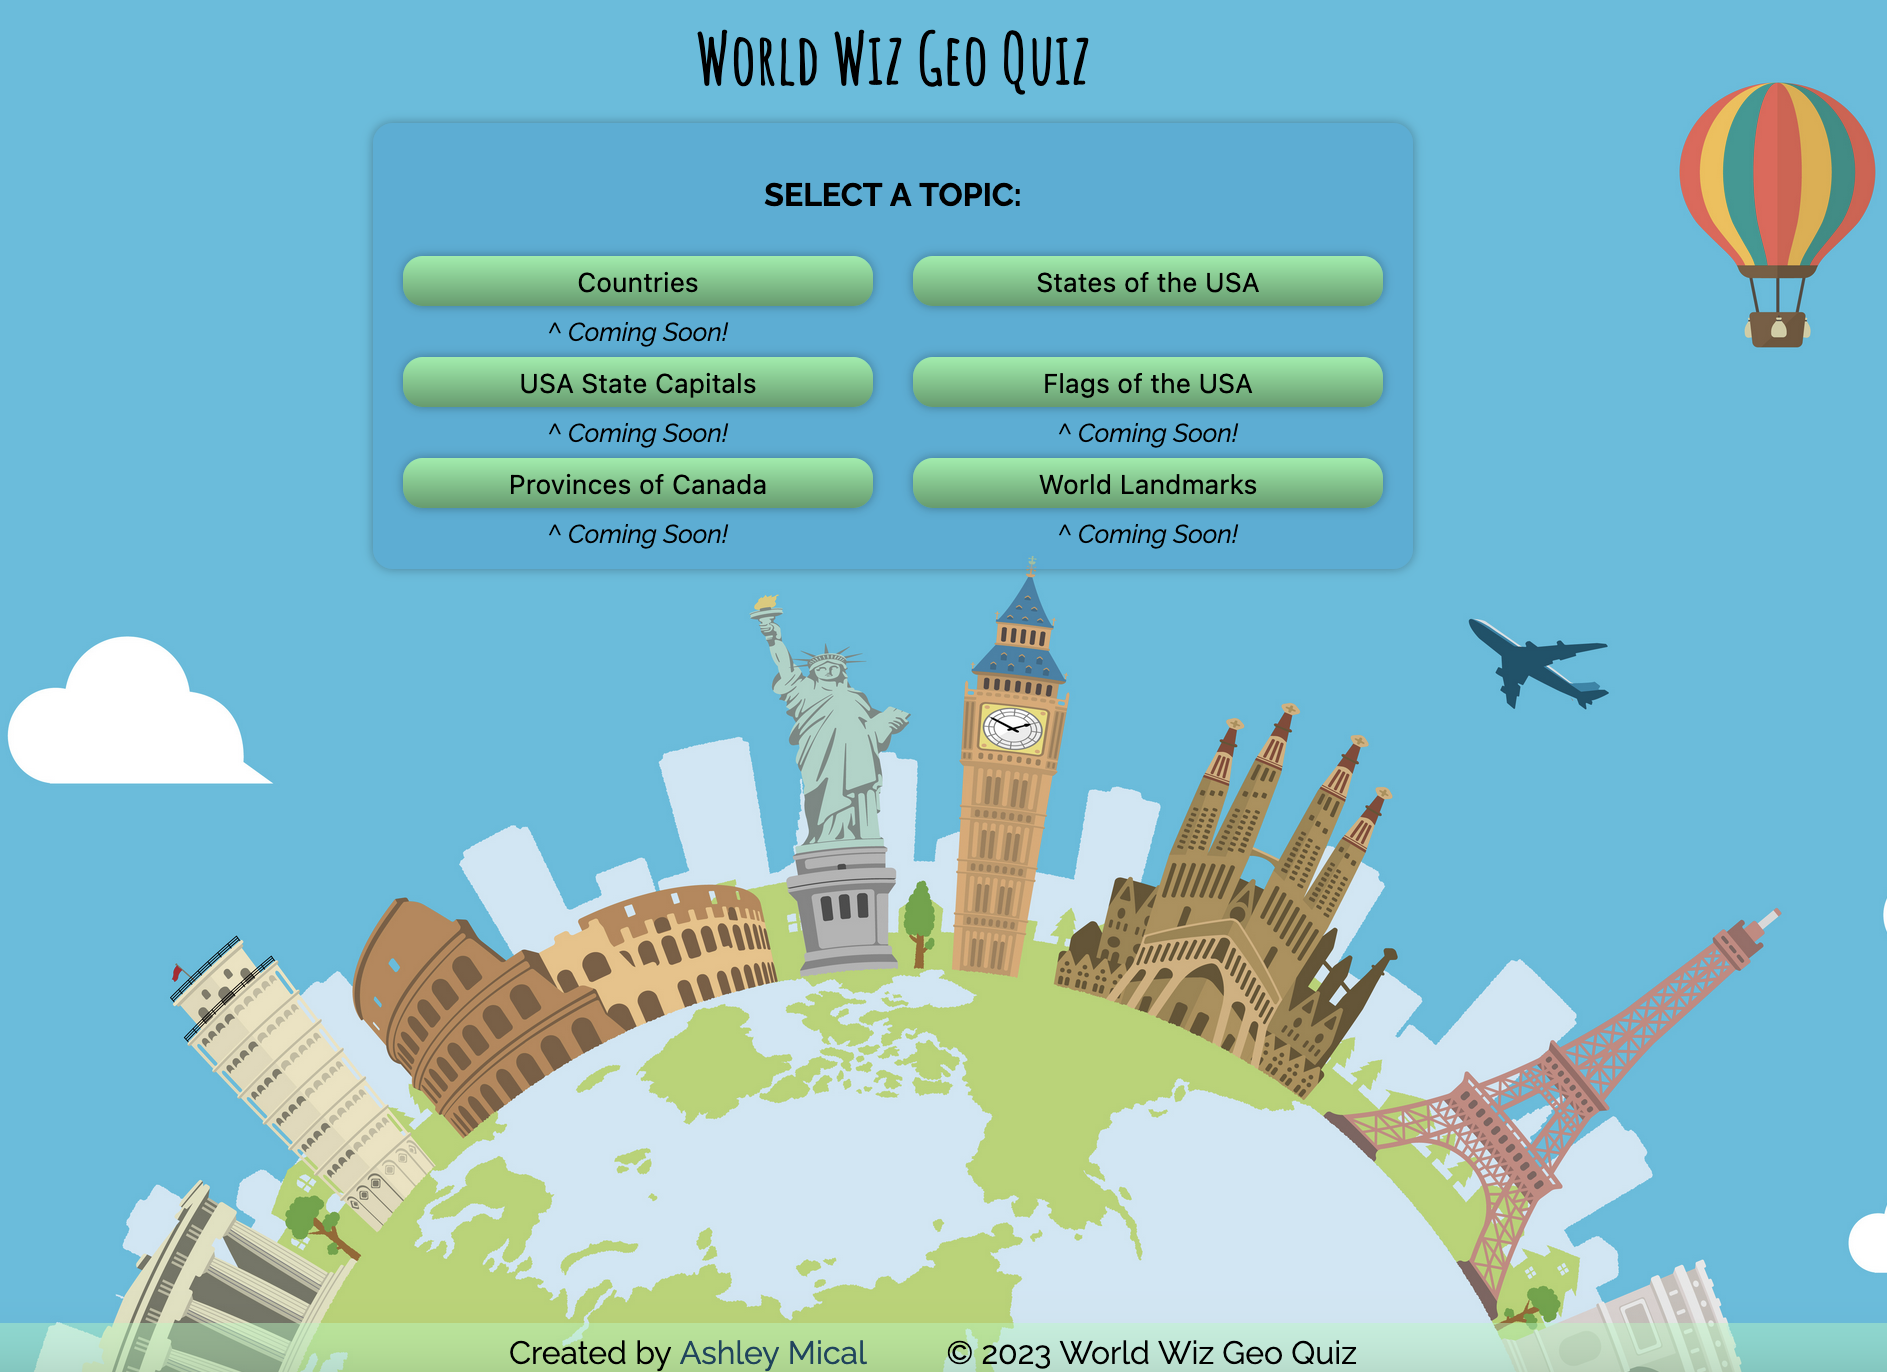 World Wiz Geo Quiz
SELECT A TOPIC:
Countries
States of the USA
^ Coming Soon!
USA State Capitals
Flags of the USA
^ Coming Soon!
^ Coming Soon!
Provinces of Canada
World Landmarks
^ Coming Soon!
^ Coming Soon!
Created by Ashley Mical
© 2023 World Wiz Geo Quiz